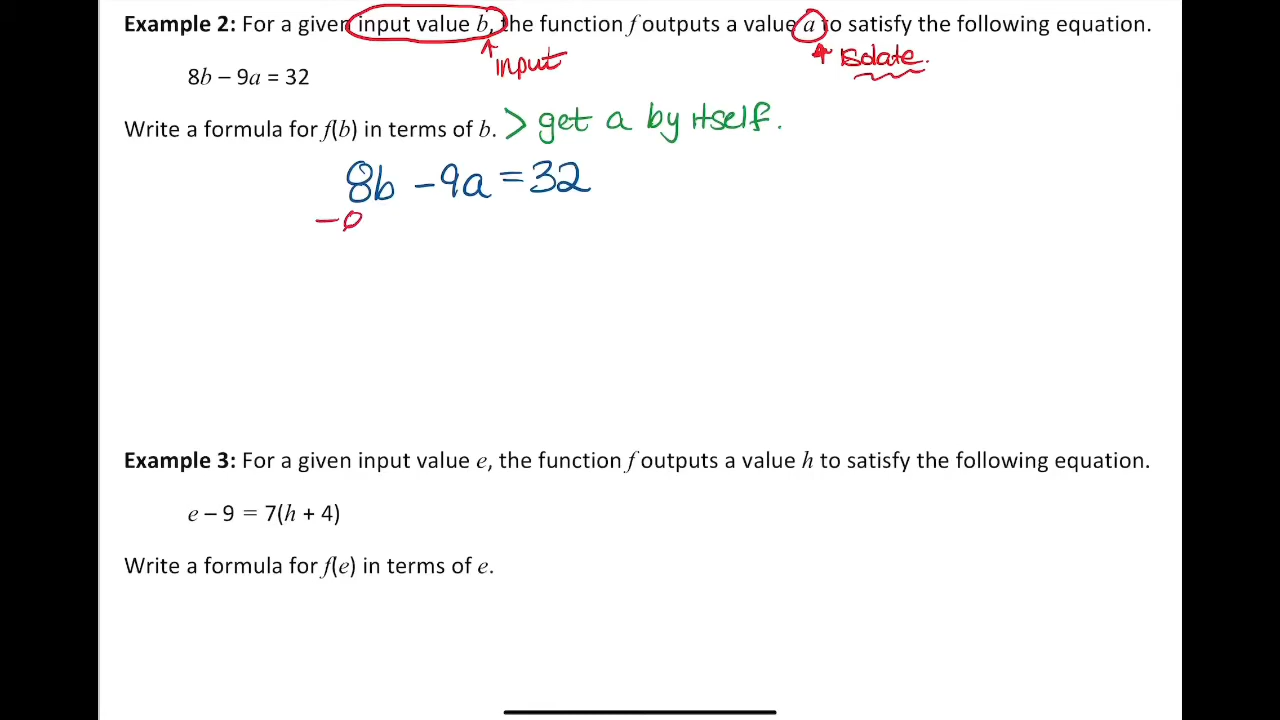 Example 2: For a given input value b, the function f outputs a value a to satisfy the following equation.
input
isolate.
8b – 9a = 32
Write a formula for f(b) in terms of b. > get a by itself.
8b - 9a = 32
Example 3: For a given input value e, the function f outputs a value h to satisfy the following equation.
e – 9 = 7(h + 4)
Write a formula for f(e) in terms of e.